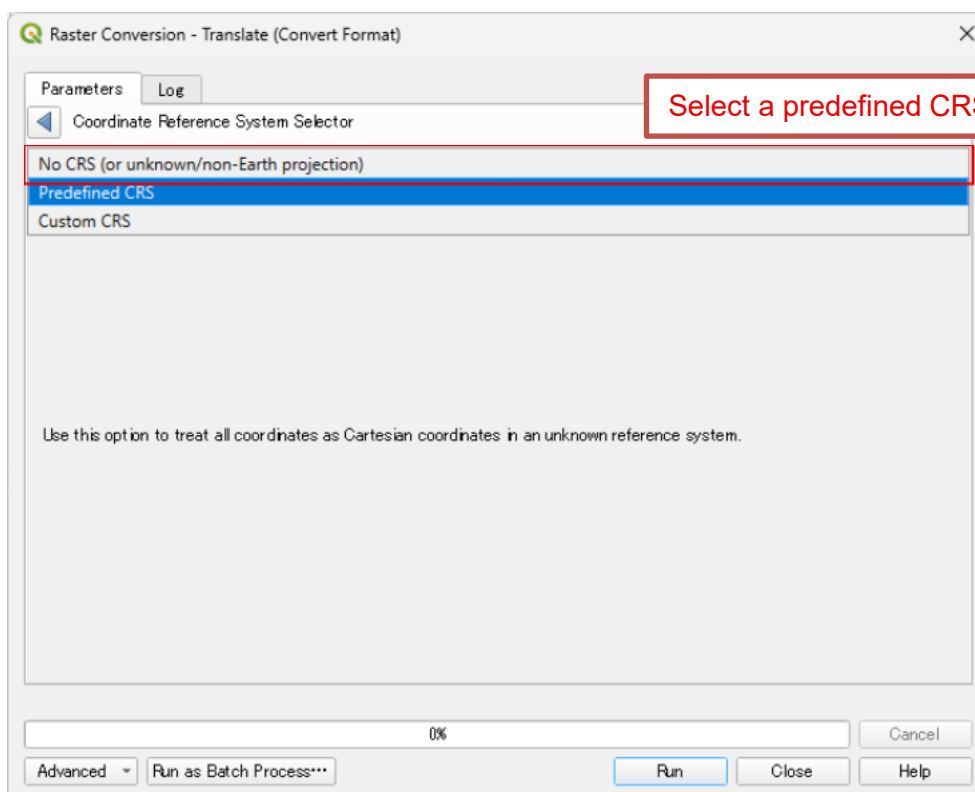 Raster Conversion - Translate (Convert Format)
Parameters Log
Select a predefined CRS
Coordinate Reference System Selector
No CRS (or unknown/non-Earth projection)
Predefined CRS
Custom CRS
Use this option to treat all coordinates as Cartesian coordinates in an unknown reference system.
0%
Cancel
Advanced Run as Batch Process… Run Close Help